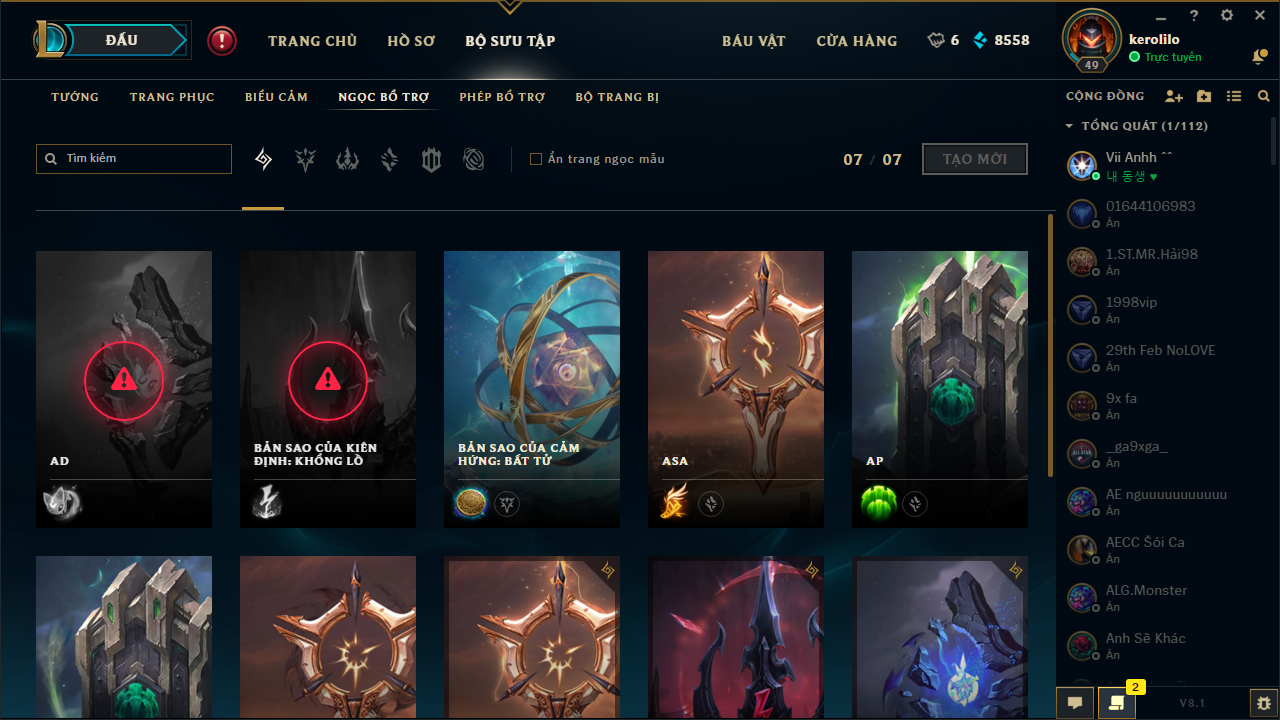 ĐẤU
TRANG CHỦ
HỒ SƠ
BỘ SƯU TẬP
BÁU VẬT
CỬA HÀNG
6
8558
49
kerolilo
Trực tuyến
TƯỚNG
TRANG PHỤC
BIỂU CẢM
NGỌC BỔ TRỢ
PHÉP BỔ TRỢ
BỘ TRANG BỊ
CỘNG ĐỒNG
TỔNG QUÁT (1/112)
Tìm kiếm
Ẩn trang ngọc mẫu
07 / 07
TẠO MỚI
Vii Anhh ^^
내 동생 ♥
01644106983
Ẩn
1.ST.MR.Hải98
Ẩn
1998vip
Ẩn
29th Feb NoLOVE
Ẩn
9x fa
Ẩn
_ga9xga_
Ẩn
AE nguuuuuuuuuuu
Ẩn
AECC Šói Ca
Ẩn
ALG.Monster
Ẩn
Anh Sẽ Khác
Ẩn
AD
BẢN SAO CỦA KIÊN
ĐỊNH: KHỔNG LỒ
BẢN SAO CỦA CẢM
HỨNG: BẤT TỬ
ASA
AP
2
V8.1